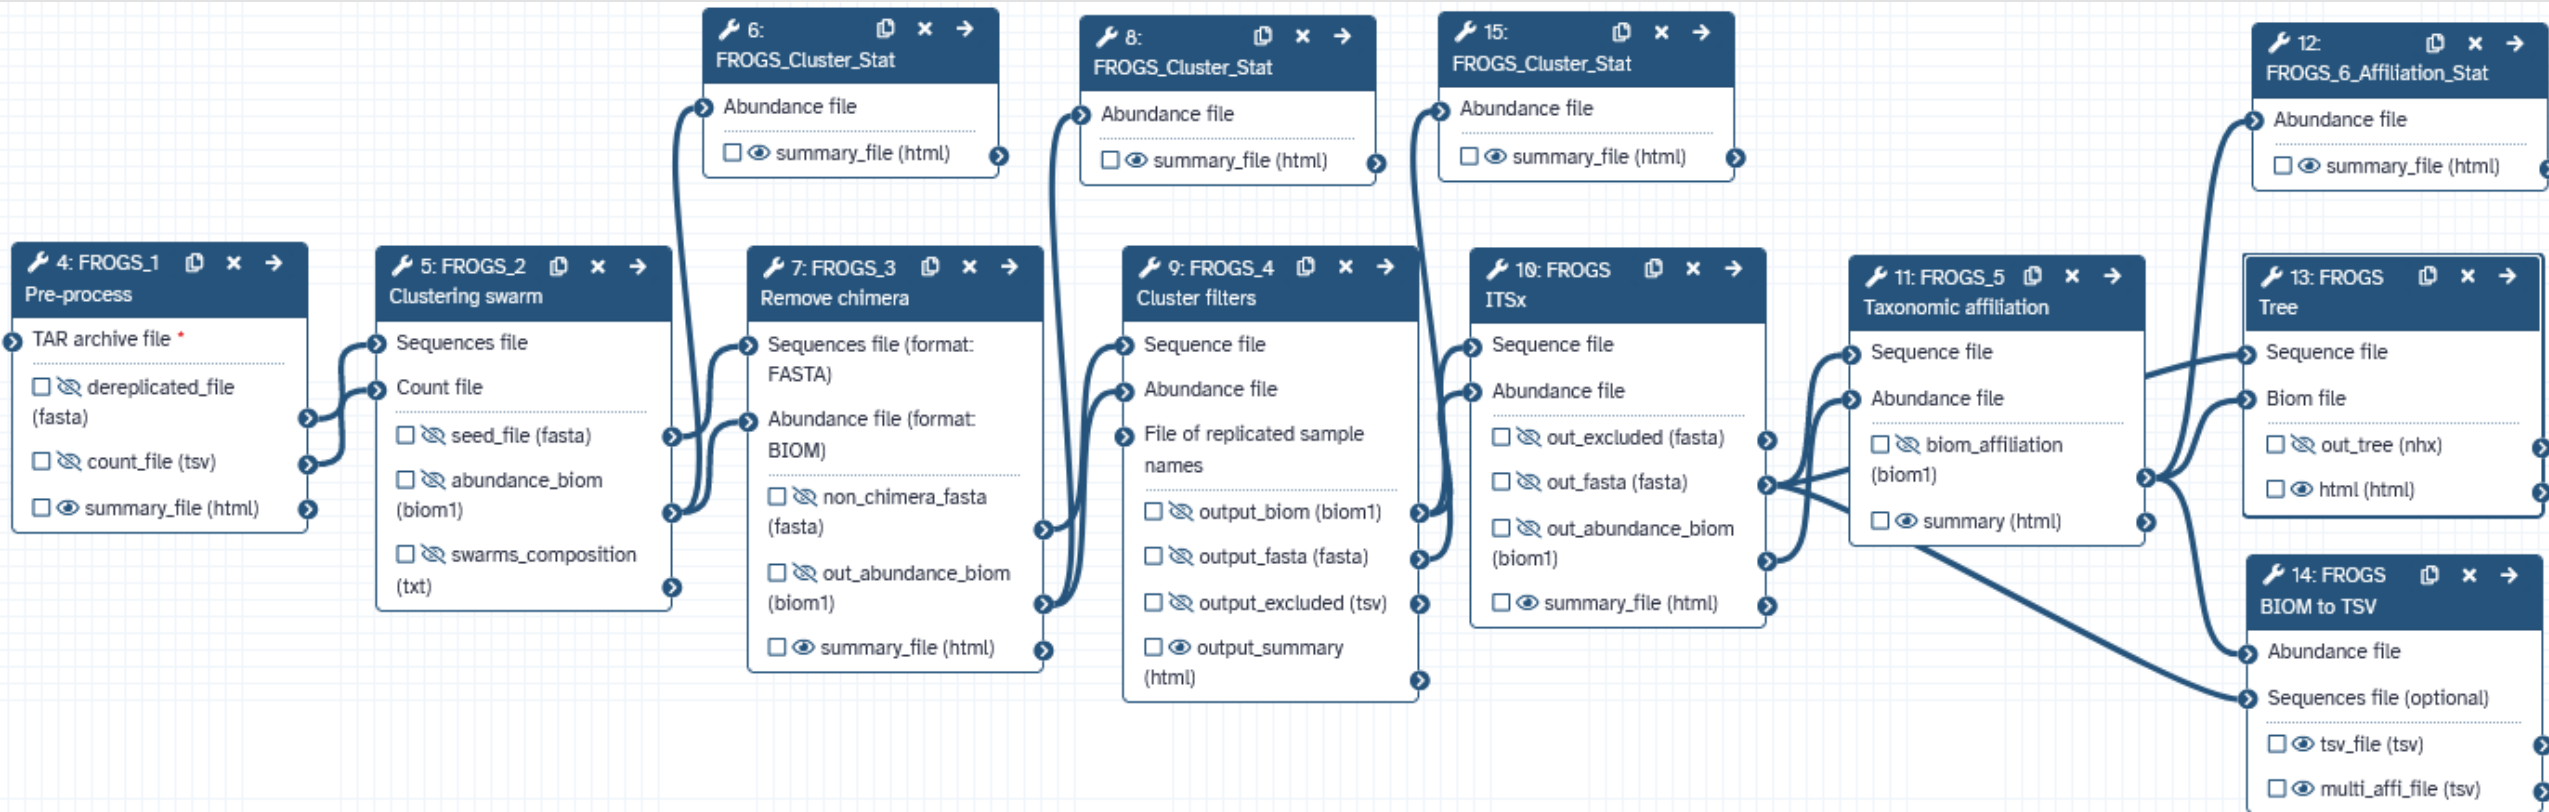 6:
FROGS_Cluster_Stat
Abundance file
summary_file (html)
8:
FROGS_Cluster_Stat
Abundance file
summary_file (html)
15:
FROGS_Cluster_Stat
Abundance file
summary_file (html)
12:
FROGS_6_Affiliation_Stat
Abundance file
summary_file (html)
4: FROGS_1
Pre-process
TAR archive file *
dereplicated_file
(fasta)
count_file (tsv)
summary_file (html)
5: FROGS_2
Clustering swarm
Sequences file
Count file
seed_file (fasta)
abundance_biom
(biom1)
swarms_composition
(txt)
7: FROGS_3
Remove chimera
Sequences file (format:
FASTA)
Abundance file (format:
BIOM)
non_chimera_fasta
(fasta)
out_abundance_biom
(biom1)
summary_file (html)
9: FROGS_4
Cluster filters
Sequence file
Abundance file
File of replicated sample
names
output_biom (biom1)
output_fasta (fasta)
output_excluded (tsv)
output_summary
(html)
10: FROGS
ITSx
Sequence file
Abundance file
out_excluded (fasta)
out_fasta (fasta)
out_abundance_biom
(biom1)
summary_file (html)
11: FROGS_5
Taxonomic affiliation
Sequence file
Abundance file
biom_affiliation
(biom1)
summary (html)
13: FROGS
Tree
Sequence file
Biom file
out_tree (nhx)
html (html)
14: FROGS
BIOM to TSV
Abundance file
Sequences file (optional)
tsv_file (tsv)
multi_affi_file (tsv)